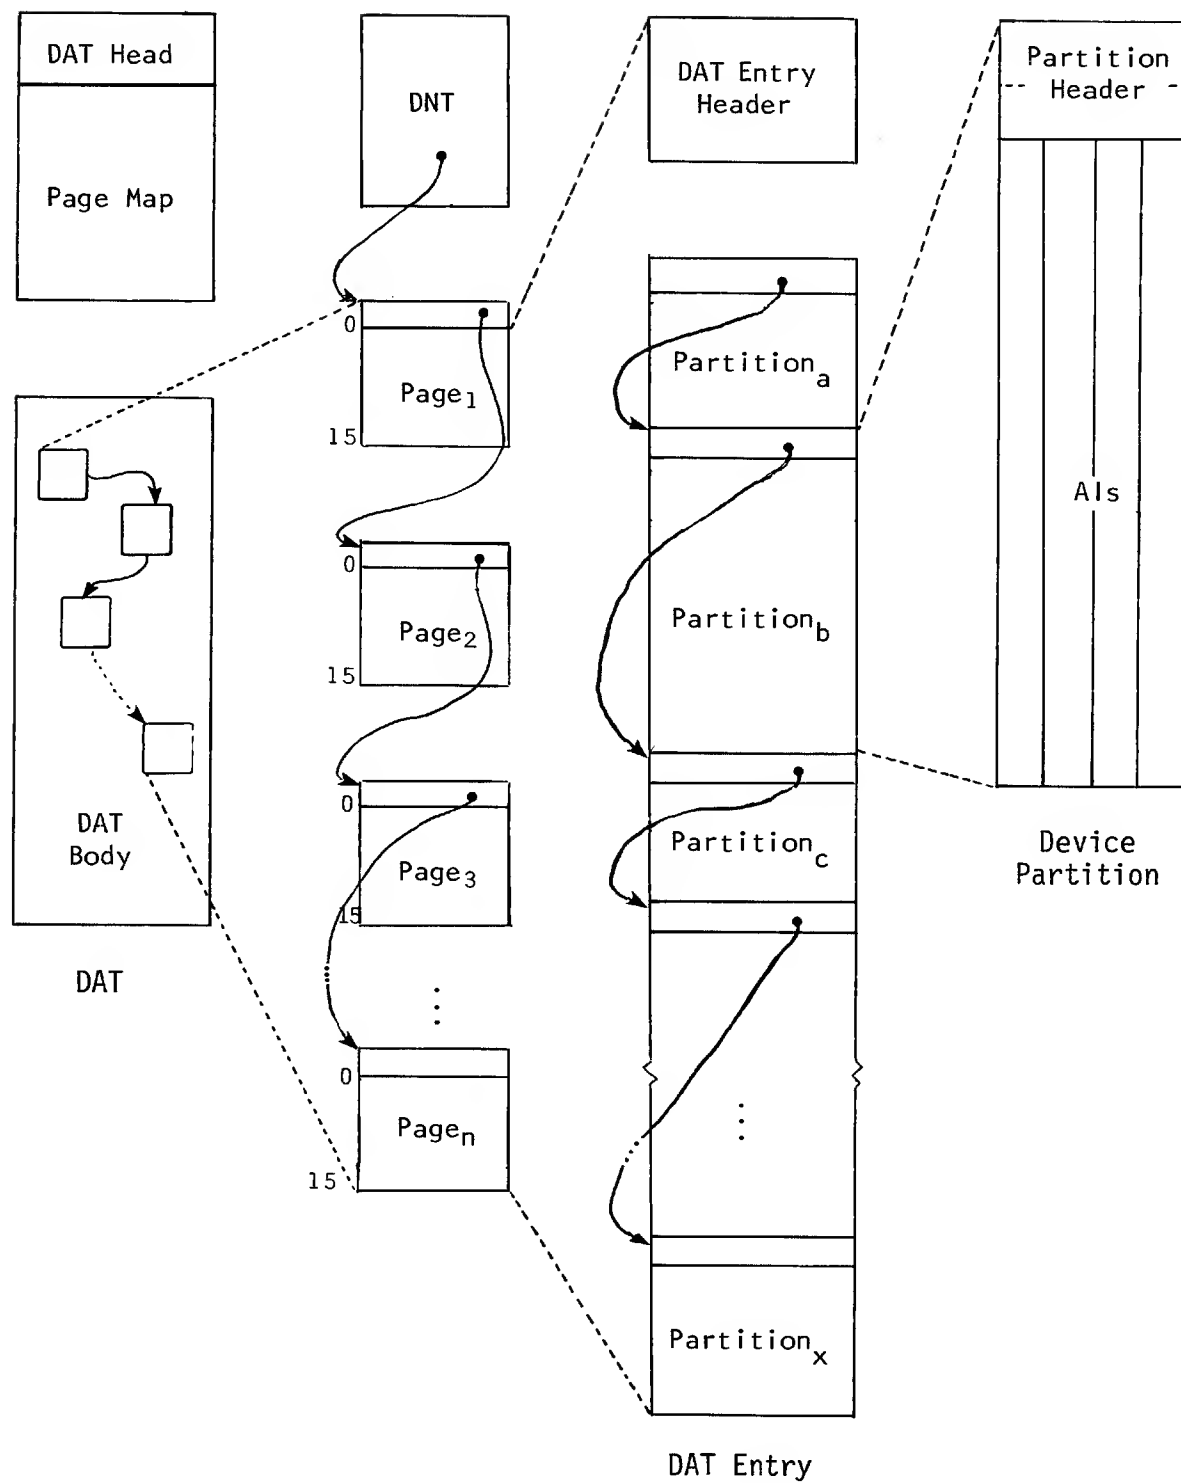 DAT Head
Page Map
DAT
Body
DAT
DNT
0
Page1
15
0
Page2
15
0
Page3
15
0
Pagen
15
DAT Entry
Header
Partitiona
Partitionb
Partitionc
Partitionx
DAT Entry
Partition
Header
AIs
Device
Partition